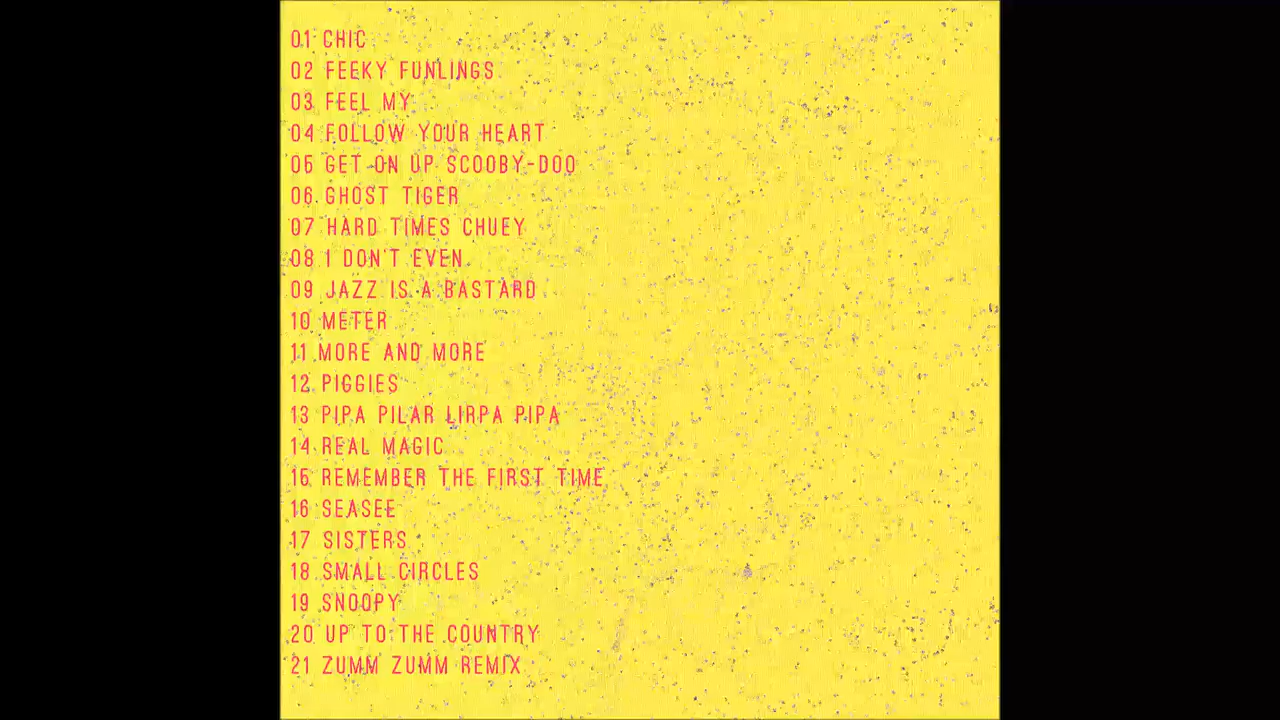 01 CHIC
02 FEEKY FUNLINGS
03 FEEL MY
04 FOLLOW YOUR HEART
05 GET ON UP SCOOBY-DOO
06 GHOST TIGER
07 HARD TIMES CHUEY
08 I DON'T EVEN
09 JAZZ IS A BASTARD
10 METER
11 MORE AND MORE
12 PIGGIES
13 PIPA PILAR LIRPA PIPA
14 REAL MAGIC
15 REMEMBER THE FIRST TIME
16 SEASEE
17 SISTERS
18 SMALL CIRCLES
19 SNOOPY
20 UP TO THE COUNTRY
21 ZUMM ZUMM REMIX